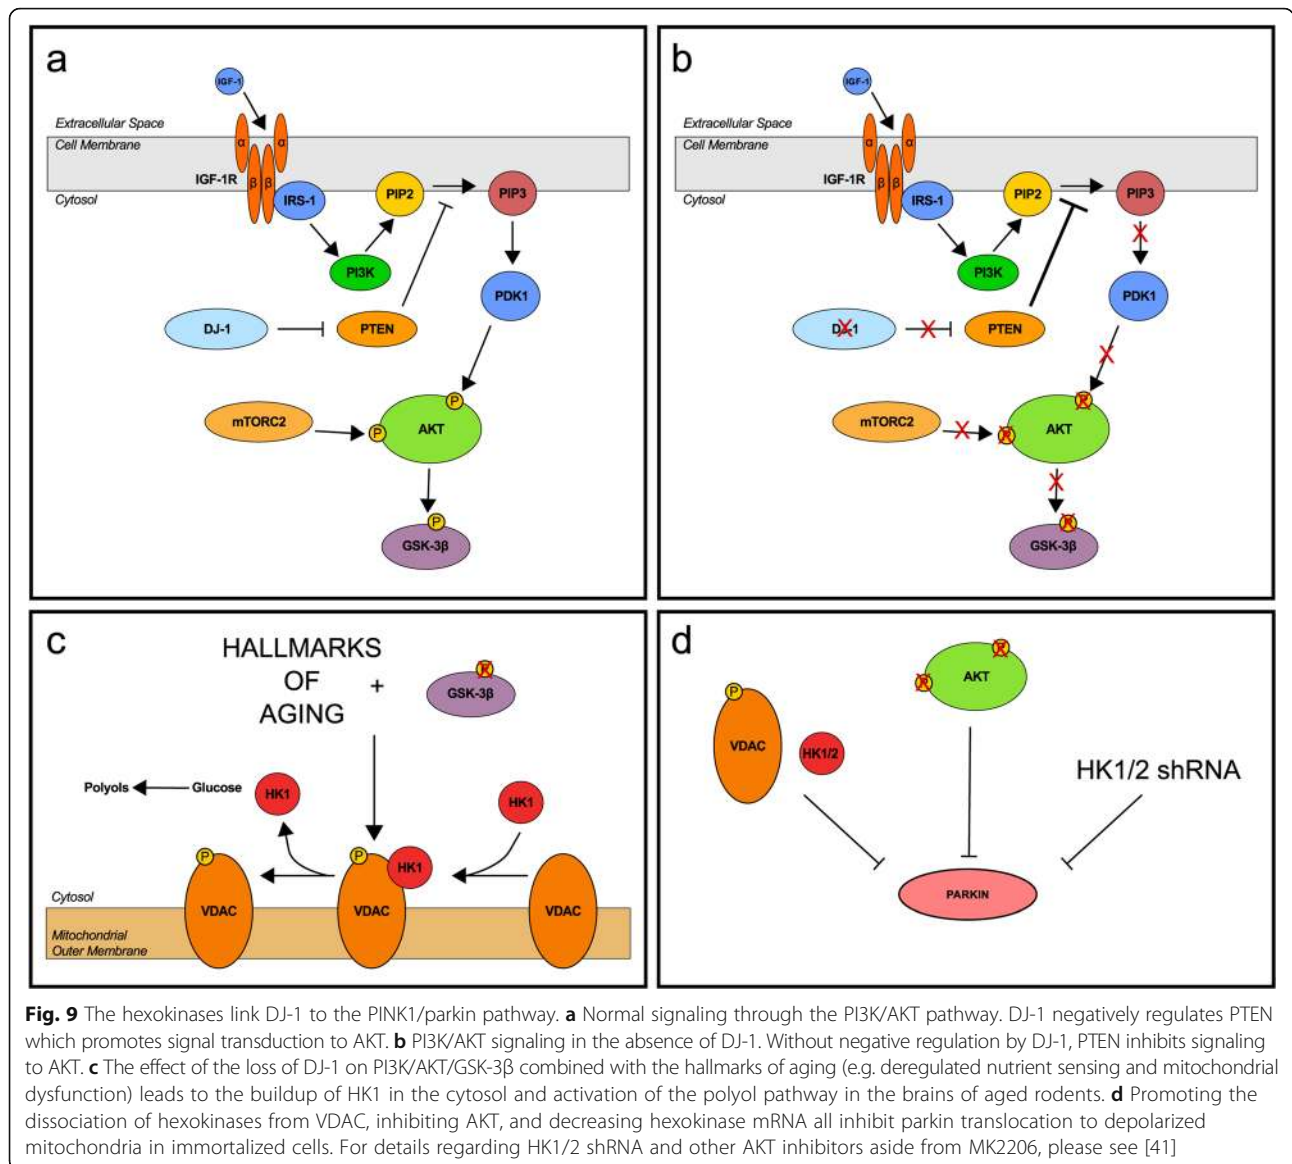 a
IGF-1
Extracellular Space
α
α
Cell Membrane
IGF-1R
β
β
Cytosol
IRS-1
PIP2
PIP3
PI3K
PDK1
DJ-1
PTEN
P
mTORC2
P
AKT
P
GSK-3β
b
IGF-1
Extracellular Space
α
α
Cell Membrane
IGF-1R
β
β
Cytosol
IRS-1
PIP2
PIP3
X
PI3K
PDK1
DJ-1
X
X
PTEN
X
P
X
mTORC2
X
P
X
AKT
X
P
X
GSK-3β
c
HALLMARKS
OF
AGING
+
P
X
GSK-3β
Polyols
Glucose
HK1
HK1
P
P
HK1
VDAC
VDAC
VDAC
Cytosol
Mitochondrial
Outer Membrane
d
P
X
AKT
P
X
P
VDAC
HK1/2
HK1/2 shRNA
PARKIN
Fig. 9 The hexokinases link DJ-1 to the PINK1/parkin pathway. a Normal signaling through the PI3K/AKT pathway. DJ-1 negatively regulates PTEN
which promotes signal transduction to AKT. b PI3K/AKT signaling in the absence of DJ-1. Without negative regulation by DJ-1, PTEN inhibits signaling
to AKT. c The effect of the loss of DJ-1 on PI3K/AKT/GSK-3β combined with the hallmarks of aging (e.g. deregulated nutrient sensing and mitochondrial
dysfunction) leads to the buildup of HK1 in the cytosol and activation of the polyol pathway in the brains of aged rodents. d Promoting the
dissociation of hexokinases from VDAC, inhibiting AKT, and decreasing hexokinase mRNA all inhibit parkin translocation to depolarized
mitochondria in immortalized cells. For details regarding HK1/2 shRNA and other AKT inhibitors aside from MK2206, please see [41]